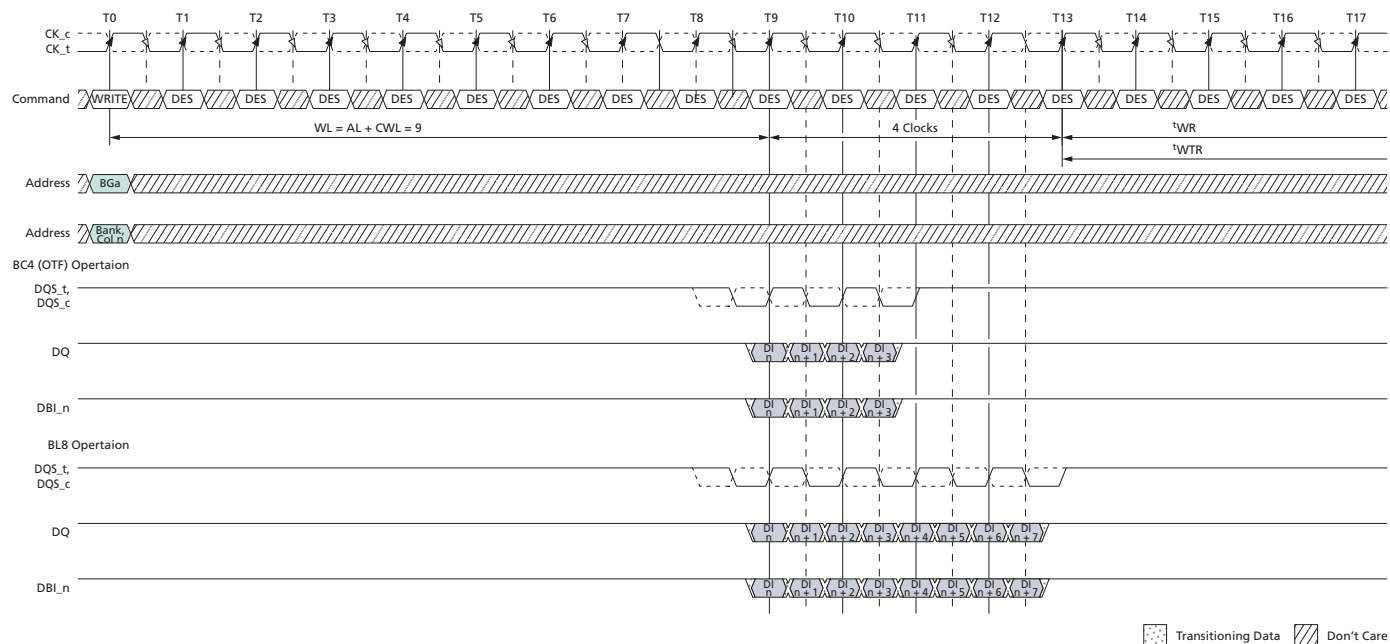 T0 T1 T2 T3 T4 T5 T6 T7 T8 T9 T10 T11 T12 T13 T14 T15 T16 T17
CK_c
CK_t
Command WRITE DES DES DES DES DES DES DES DES DES DES DES DES DES DES DES DES DES
WL = AL + CWL = 9 4 Clocks tWR
tWTR
Address BGa
Address Bank, Col n
BC4 (OTF) Opertaion
DQS_t,
DQS_c
DQ DI n DI n + 1 DI n + 2 DI n + 3
DBI_n DI n DI n + 1 DI n + 2 DI n + 3
BL8 Opertaion
DQS_t,
DQS_c
DQ DI n DI n + 1 DI n + 2 DI n + 3 DI n + 4 DI n + 5 DI n + 6 DI n + 7
DBI_n DI n DI n + 1 DI n + 2 DI n + 3 DI n + 4 DI n + 5 DI n + 6 DI n + 7
Transitioning Data Don't Care